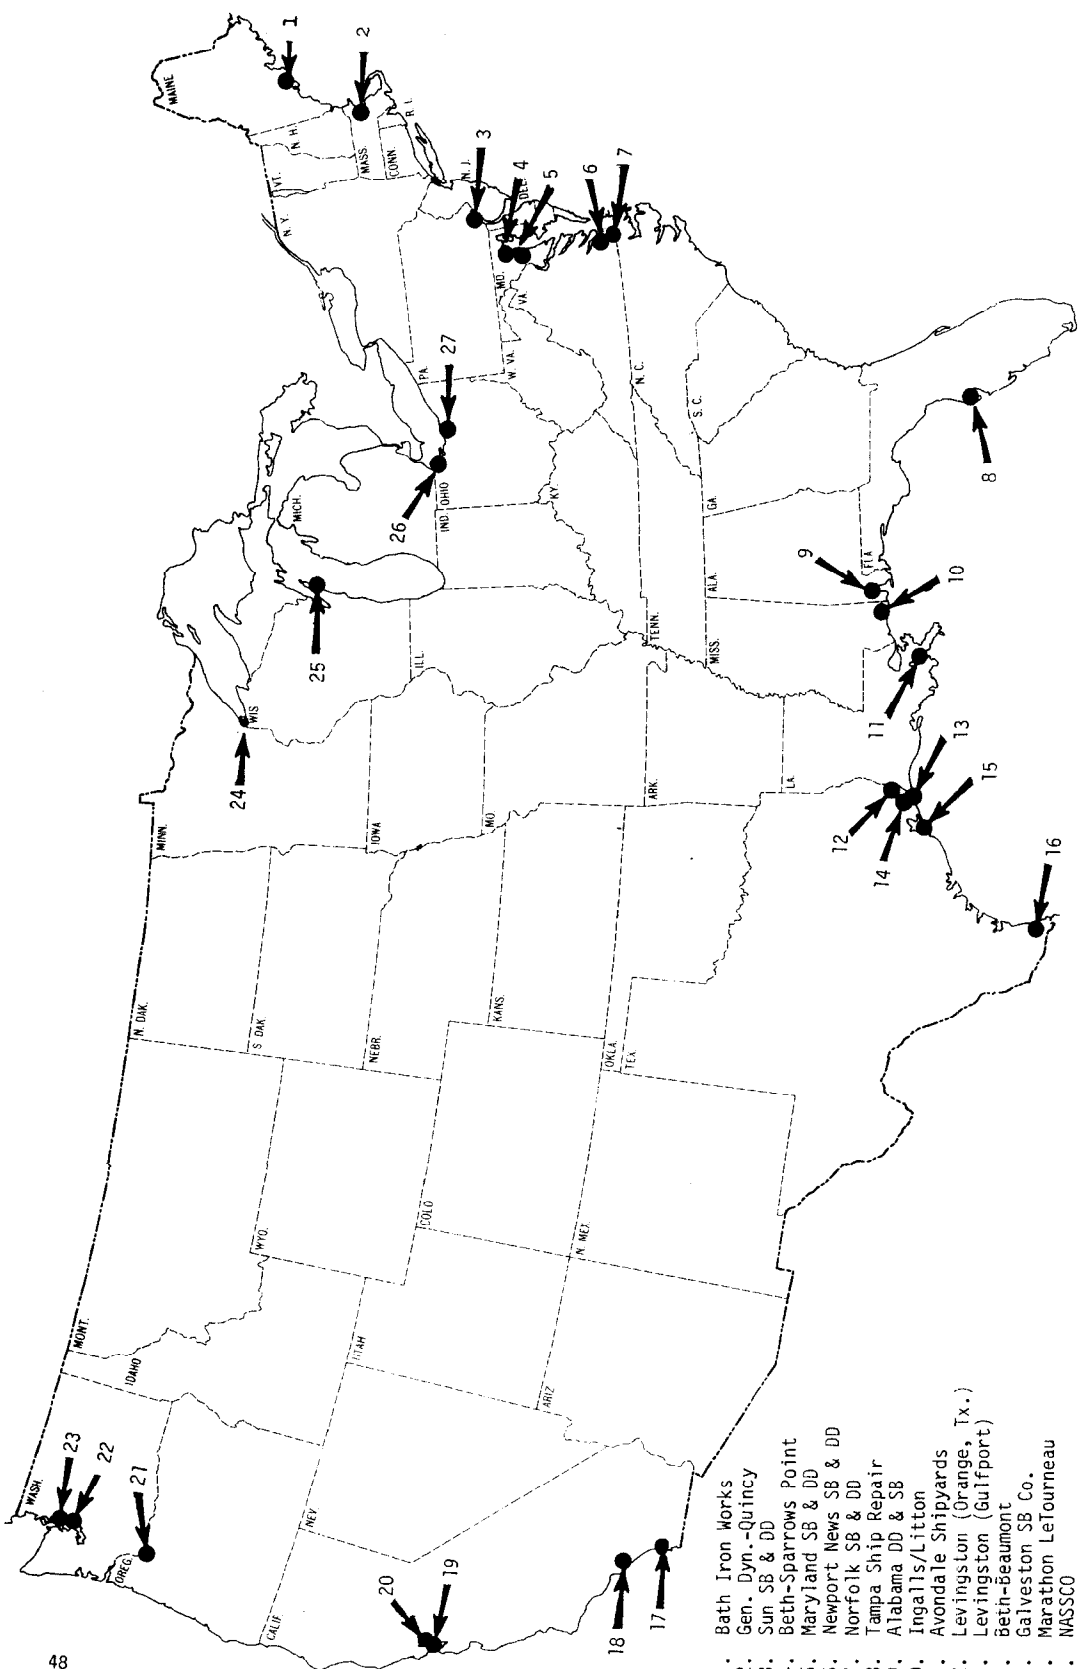 48
1
2
3
4
5
6
7
8
9
10
11
12
13
14
15
16
17
18
19
20
21
22
23
24
25
26
27
WASH.
OREG.
CALIF.
NEV.
IDAHO
MONT.
WYO.
UTAH
COLO.
ARIZ.
N. MEX.
N. DAK.
S. DAK.
NEBR.
KANS.
OKLA.
TEX.
MINN.
IOWA
MO.
ARK.
LA.
WIS.
ILL.
MICH.
IND.
OHIO
KY.
TENN.
MISS.
ALA.
GA.
FLA.
S. C.
N. C.
VA.
W. VA.
MD.
DEL.
PA.
N. J.
N. Y.
CONN.
R. I.
MASS.
VT.
N. H.
MAINE
Bath Iron Works
Gen. Dyn.-Quincy
Sun SB & DD
Beth-Sparrows Point
Maryland SB & DD
Newport News SB & DD
Norfolk SB & DD
Tampa Ship Repair
Alabama DD & SB
Ingalls/Litton
Avondale Shipyards
Levingston (Orange, Tx.)
Levingston (Gulfport)
Beth-Beaumont
Galveston SB Co.
Marathon LeTourneau
NASSCO